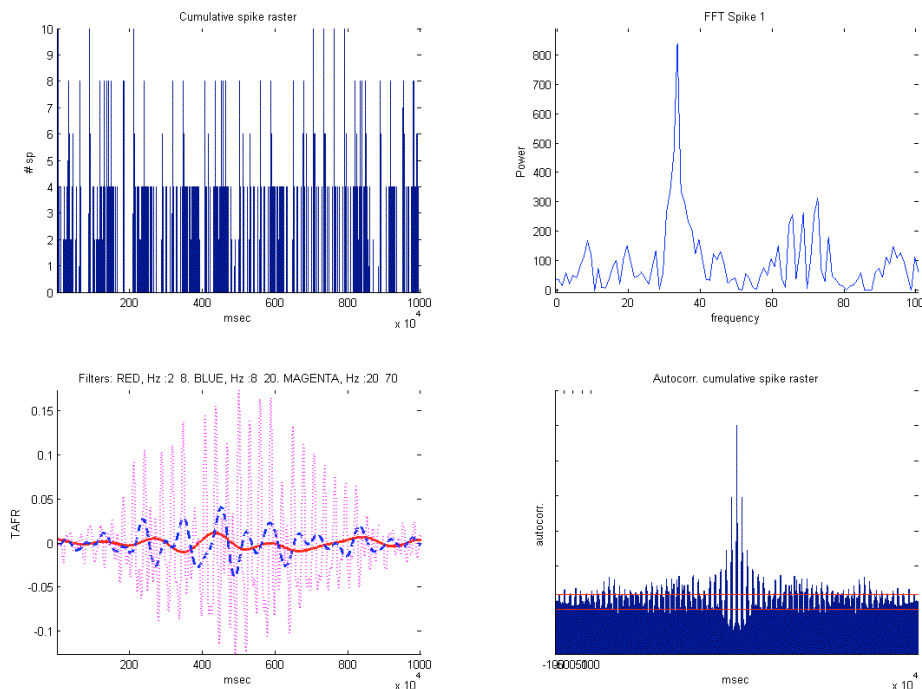 Cumulative spike raster
10
9
8
7
6
5
4
3
2
1
0
# sp
200 400 600 800 1000
msec
x 10^4
FFT Spike 1
800
700
600
500
400
300
200
100
0
Power
0 20 40 60 80 100
frequency
Filters: RED, Hz :2 8. BLUE, Hz:8 20. MAGENTA, Hz :20 70
0.15
0.1
0.05
0
-0.05
-0.1
TAFR
200 400 600 800 1000
msec
x 10^4
Autocorr. cumulative spike raster
autocorr.
msec
x 10^4